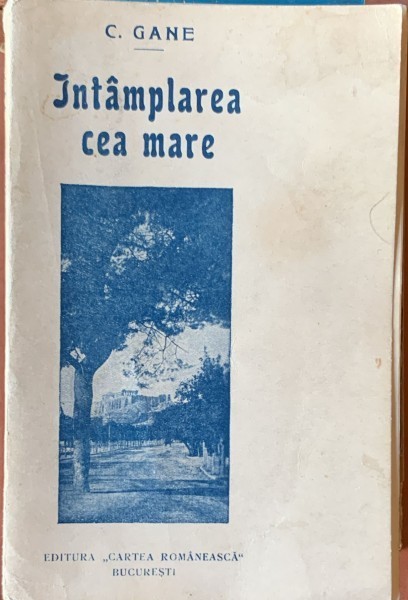 C. GANE
Intâmplarea
cea mare
EDITURA „CARTEA ROMÂNEASCĂ"
BUCUREȘTI